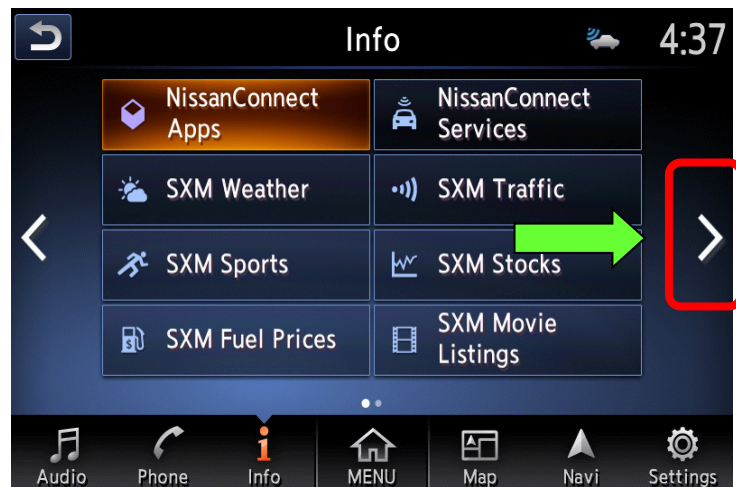 Info
4:37
NissanConnect
Apps
NissanConnect
Services
SXM Weather
SXM Traffic
SXM Sports
SXM Stocks
SXM Fuel Prices
SXM Movie
Listings
Audio
Phone
Info
MENU
Map
Navi
Settings